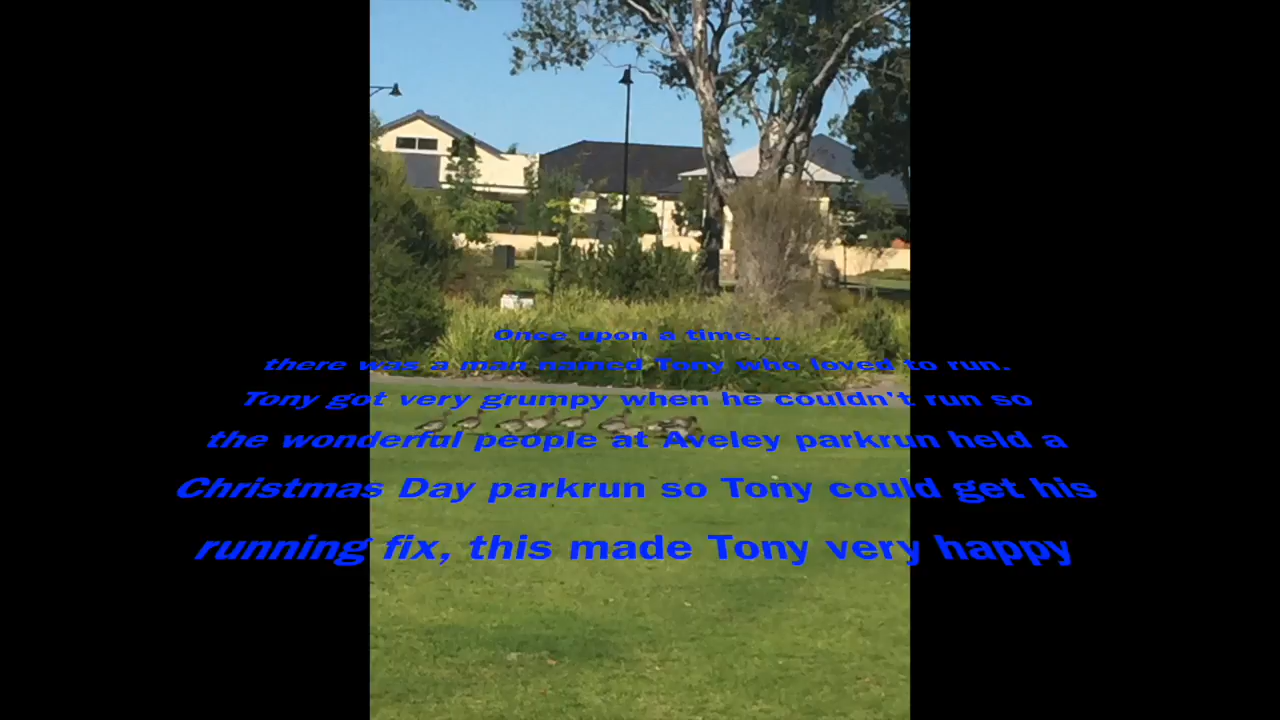 Once upon a time...
there was a man named Tony who loved to run.
Tony got very grumpy when he couldn't run so
the wonderful people at Aveley parkrun held a
Christmas Day parkrun so Tony could get his
running fix, this made Tony very happy